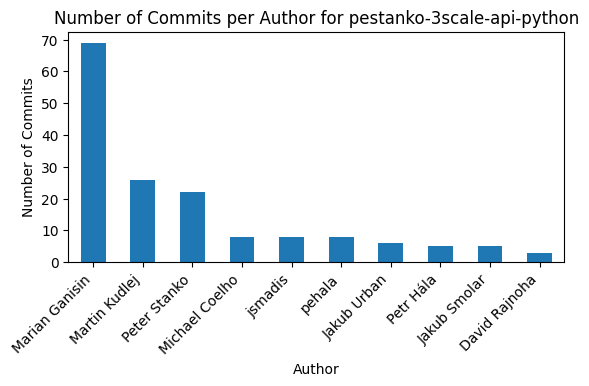 Number of Commits per Author for pestanko-3scale-api-python
Number of Commits
70
60
50
40
30
20
10
0
Marian Ganisin
Martin Kudlej
Peter Stanko
Michael Coelho
jsmadis
pehala
Jakub Urban
Petr Hála
Jakub Smolar
David Rajnoha
Author